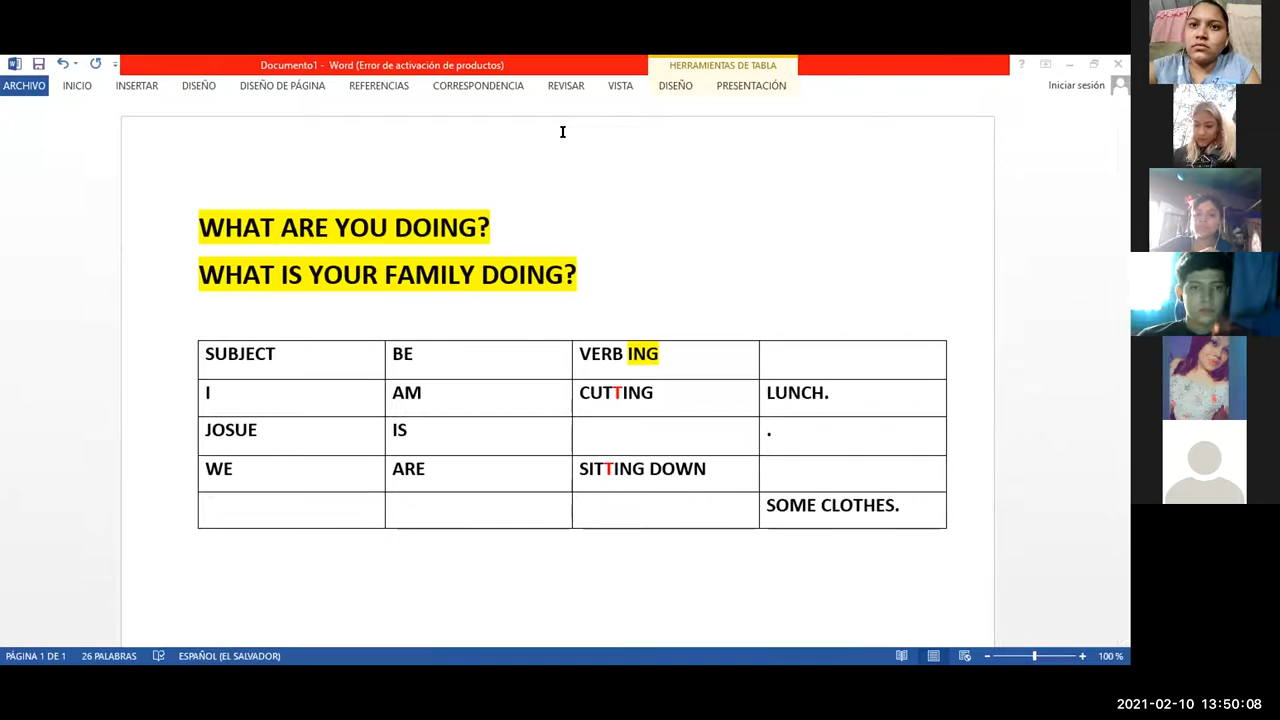 Documento1 - Word (Error de activación de productos)
HERRAMIENTAS DE TABLA
?
ARCHIVO INICIO INSERTAR DISEÑO DISEÑO DE PÁGINA REFERENCIAS CORRESPONDENCIA REVISAR VISTA DISEÑO PRESENTACIÓN Iniciar sesión
WHAT ARE YOU DOING?
WHAT IS YOUR FAMILY DOING?
SUBJECT BE VERB ING
I AM CUTTING LUNCH.
JOSUE IS .
WE ARE SITTING DOWN
SOME CLOTHES.
PÁGINA 1 DE 1 26 PALABRAS ESPAÑOL (EL SALVADOR) 100 %
2021-02-10 13:50:08